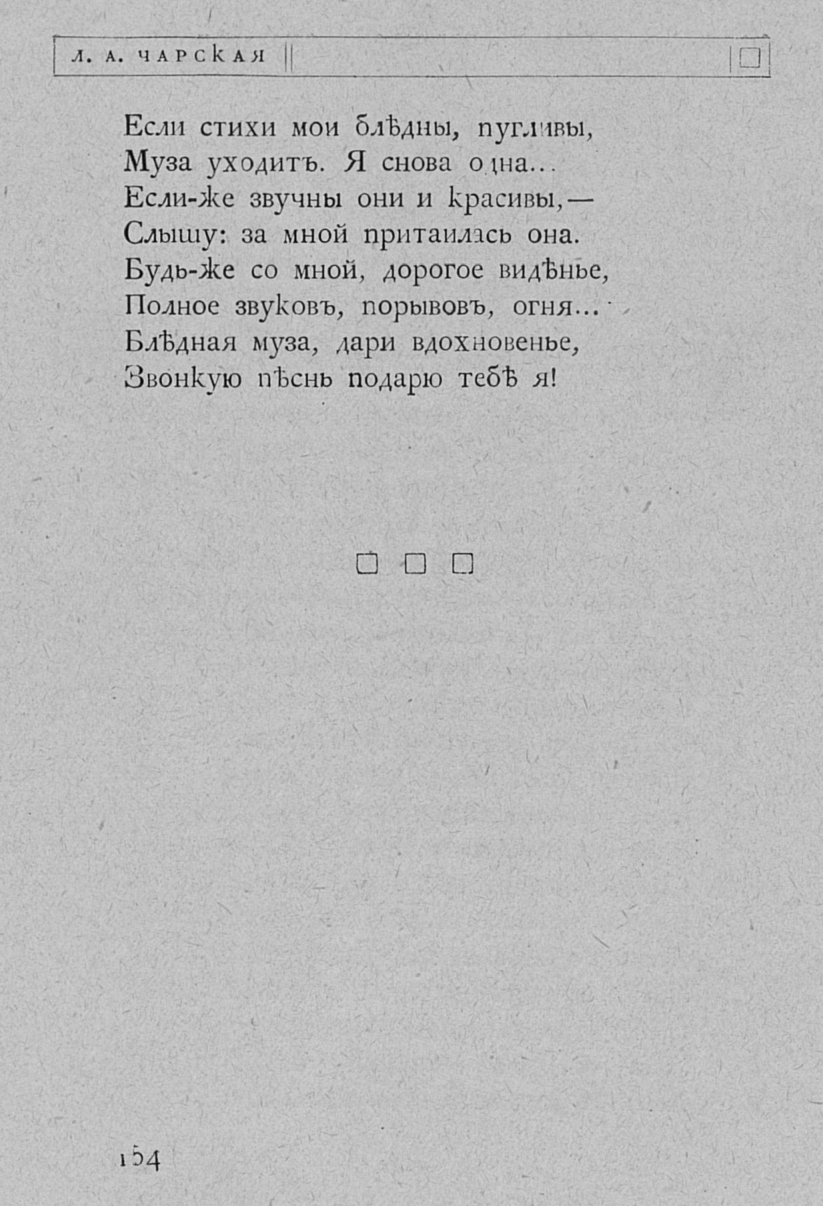 Л. А. ЧАРСКАЯ
Если стихи мои блѣдны, пугливы,
Муза уходитъ. Я снова одна...
Если-же звучны они и красивы,—
Слышу: за мной притаилась она.
Будь-же со мной, дорогое видѣнье,
Полное звуковъ, порывовъ, огня...
Блѣдная муза, дари вдохновенье,
Звонкую пѣснь подарю тебѣ я!